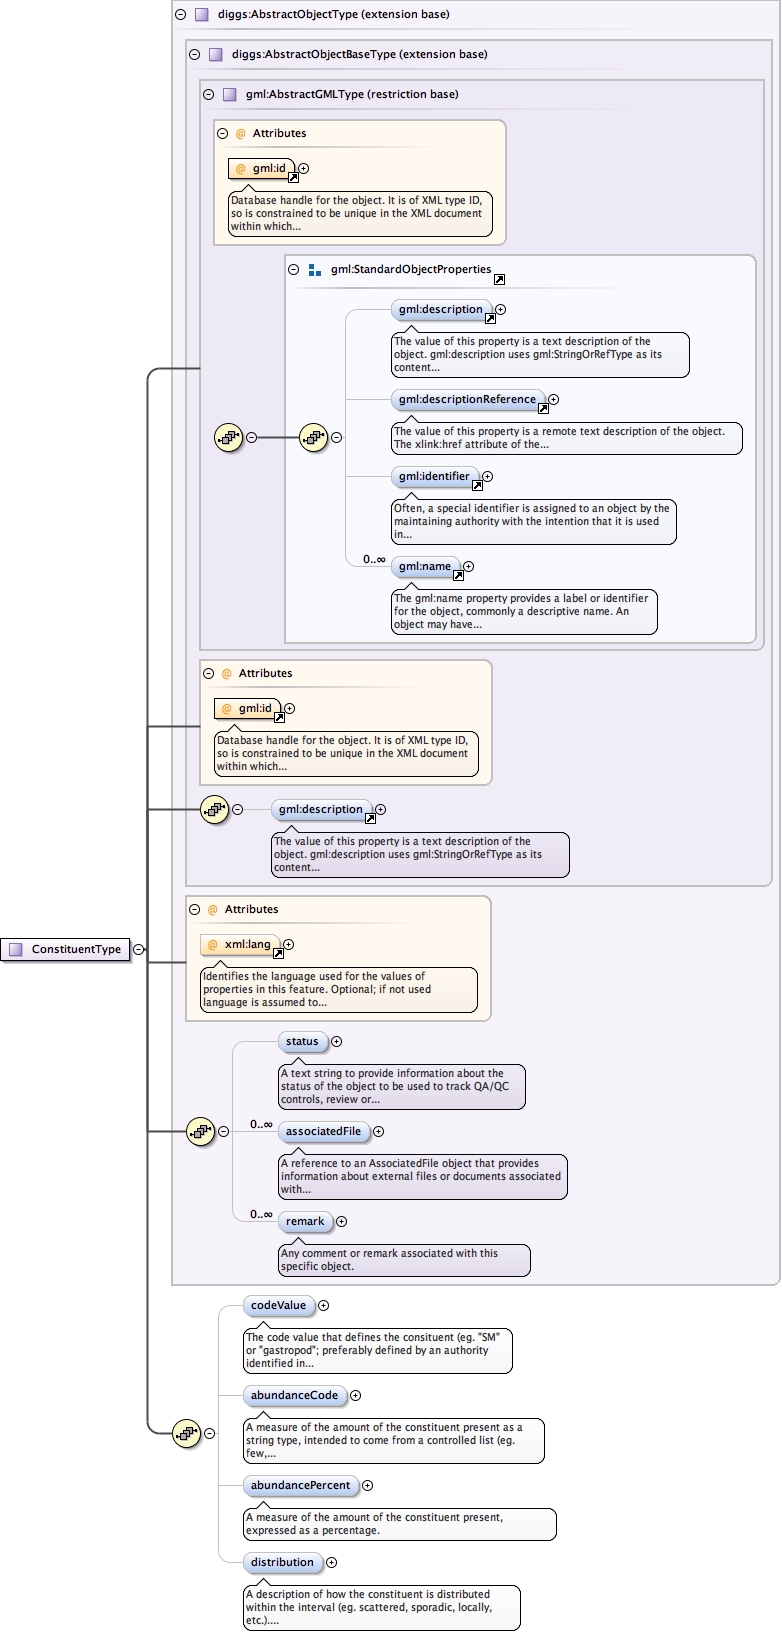 diggs:AbstractObjectType (extension base)
diggs:AbstractObjectBaseType (extension base)
gml:AbstractGMLType (restriction base)
@ Attributes
@ gml:id
Database handle for the object. It is of XML type ID,
so is constrained to be unique in the XML document
within which...
gml:StandardObjectProperties
gml:description
The value of this property is a text description of the
object. gml:description uses gml:StringOrRefType as its
content...
gml:descriptionReference
The value of this property is a remote text description of the object.
The xlink:href attribute of the...
gml:identifier
Often, a special identifier is assigned to an object by the
maintaining authority with the intention that it is used
in...
0..∞
gml:name
The gml:name property provides a label or identifier
for the object, commonly a descriptive name. An
object may have...
@ Attributes
@ gml:id
Database handle for the object. It is of XML type ID,
so is constrained to be unique in the XML document
within which...
gml:description
The value of this property is a text description of the
object. gml:description uses gml:StringOrRefType as its
content...
@ Attributes
ConstituentType
@ xml:lang
Identifies the language used for the values of
properties in this feature. Optional; if not used
language is assumed to...
status
A text string to provide information about the
status of the object to be used to track QA/QC
controls, review or...
0..∞
associatedFile
A reference to an AssociatedFile object that provides
information about external files or documents associated
with...
0..∞
remark
Any comment or remark associated with this
specific object.
codeValue
The code value that defines the consituent (eg. "SM"
or "gastropod"; preferably defined by an authority
identified in...
abundanceCode
A measure of the amount of the constituent present as a
string type, intended to come from a controlled list (eg.
few,...
abundancePercent
A measure of the amount of the constituent present,
expressed as a percentage.
distribution
A description of how the constituent is distributed
within the interval (eg. scattered, sporadic, locally,
etc.)....